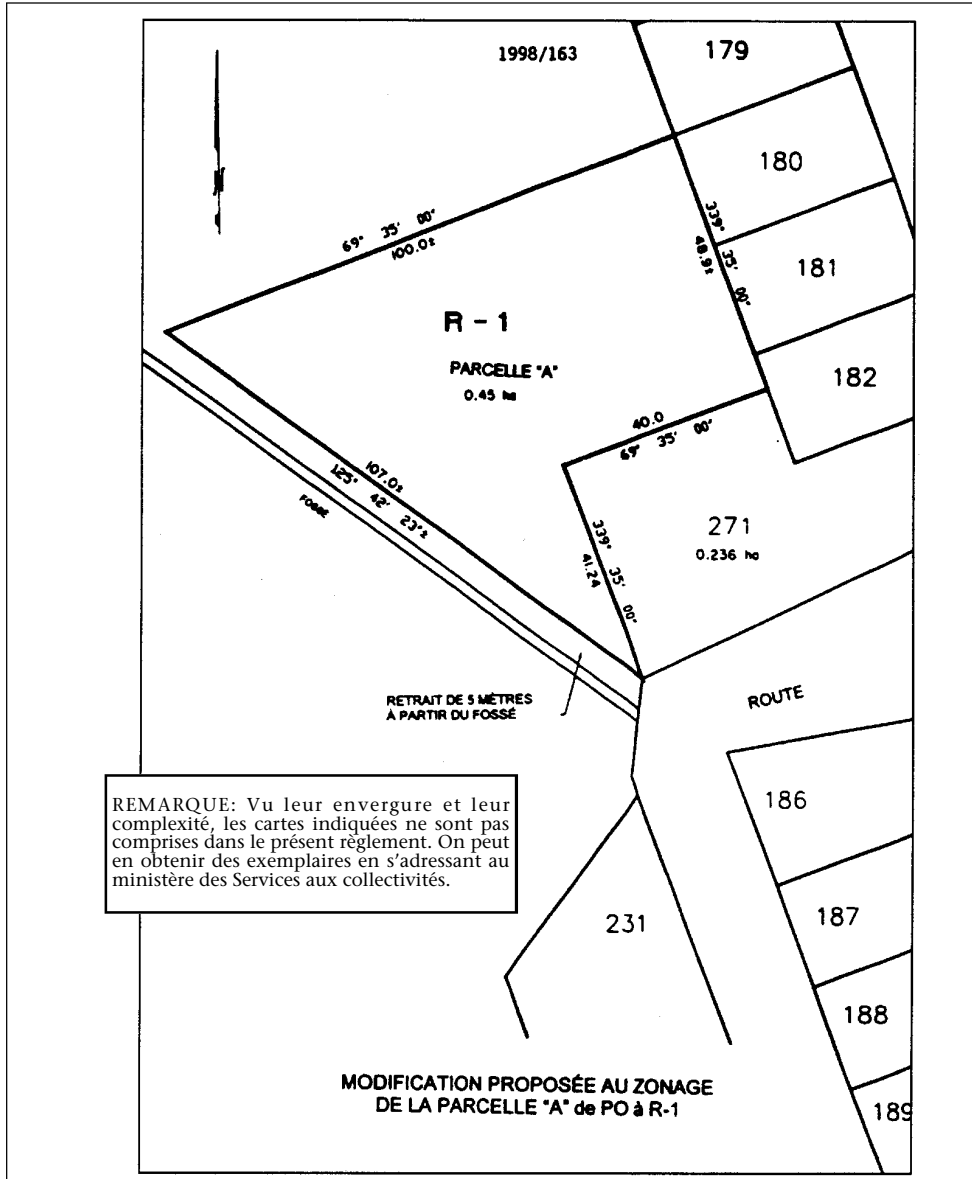 1998/163
179
180
N
69° 35' 00"
100.0±
339° 35' 00"
48.9±
181
R - 1
PARCELLE "A"
0.45 ha
182
40.0
69° 35' 00"
107.0±
125° 42' 23"±
FOSSÉ
339° 35' 00"
41.24
271
0.236 ha
RETRAIT DE 5 MÈTRES
À PARTIR DU FOSSÉ
ROUTE
186
REMARQUE: Vu leur envergure et leur
complexité, les cartes indiquées ne sont pas
comprises dans le présent règlement. On peut
en obtenir des exemplaires en s'adressant au
ministère des Services aux collectivités.
231
187
188
189
MODIFICATION PROPOSÉE AU ZONAGE
DE LA PARCELLE "A" de PO à R-1